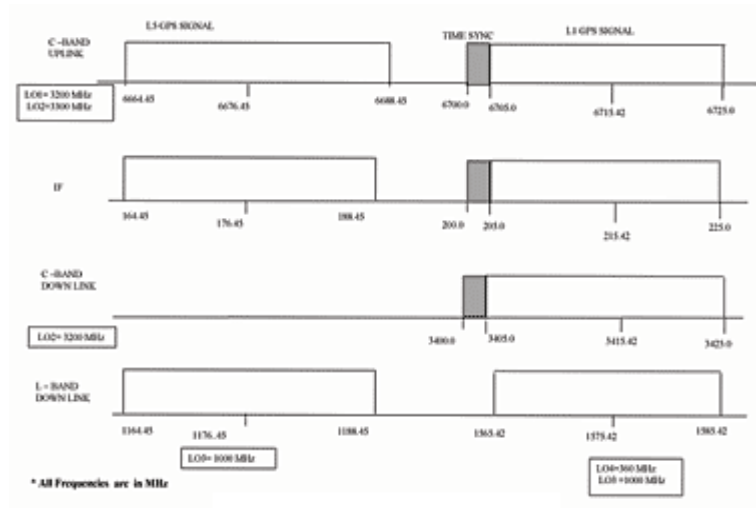 L5 GPS SIGNAL
C -BAND
UPLINK
TIME SYNC
L1 GPS SIGNAL
LO1= 3200 MHz
LO2=3300 MHz
6664.45
6676.45
6688.45
6700.0
6705.0
6715.42
6725.0
IF
164.45
176.45
188.45
200.0
205.0
215.42
225.0
C -BAND
DOWN LINK
LO2= 3200 MHz
3400.0
3405.0
3415.42
3425.0
L - BAND
DOWN LINK
1164.45
1176.45
1188.45
1565.42
1575.42
1585.42
LO3= 1000 MHz
LO4=360 MHz
LO3 =1000 MHz
* All Frequencies are in MHz